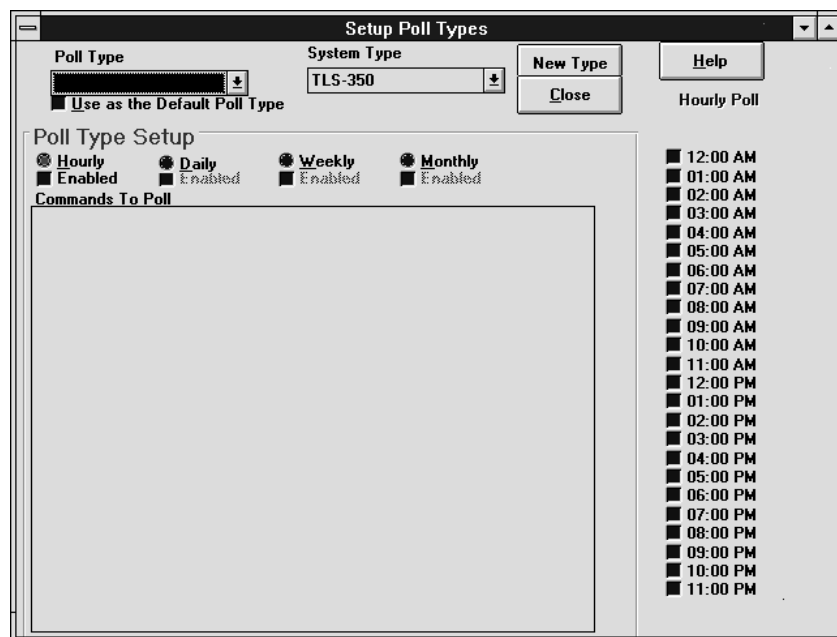 Setup Poll Types
Poll Type
System Type
TLS-350
New Type
Close
Help
Use as the Default Poll Type
Hourly Poll
Poll Type Setup
Hourly
Daily
Weekly
Monthly
Enabled
Enabled
Enabled
Enabled
Commands To Poll
12:00 AM
01:00 AM
02:00 AM
03:00 AM
04:00 AM
05:00 AM
06:00 AM
07:00 AM
08:00 AM
09:00 AM
10:00 AM
11:00 AM
12:00 PM
01:00 PM
02:00 PM
03:00 PM
04:00 PM
05:00 PM
06:00 PM
07:00 PM
08:00 PM
09:00 PM
10:00 PM
11:00 PM